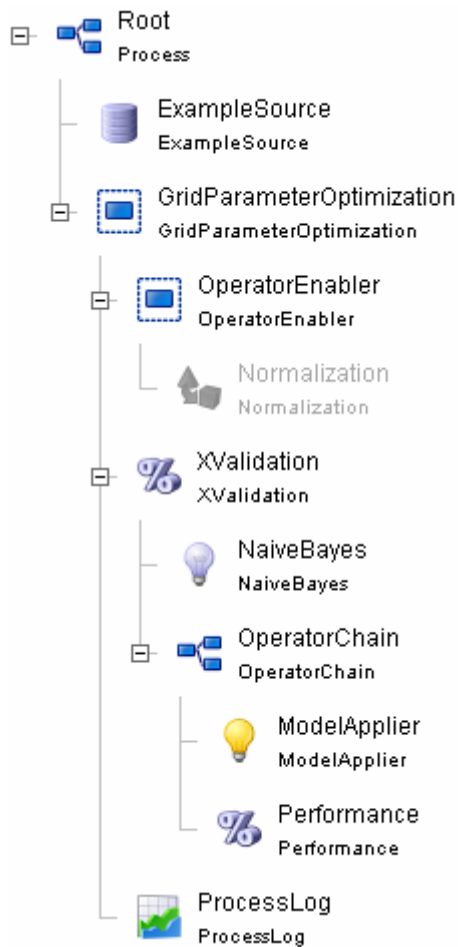 Root
Process
ExampleSource
ExampleSource
GridParameterOptimization
GridParameterOptimization
OperatorEnabler
OperatorEnabler
Normalization
Normalization
XValidation
XValidation
NaiveBayes
NaiveBayes
OperatorChain
OperatorChain
ModelApplier
ModelApplier
Performance
Performance
ProcessLog
ProcessLog